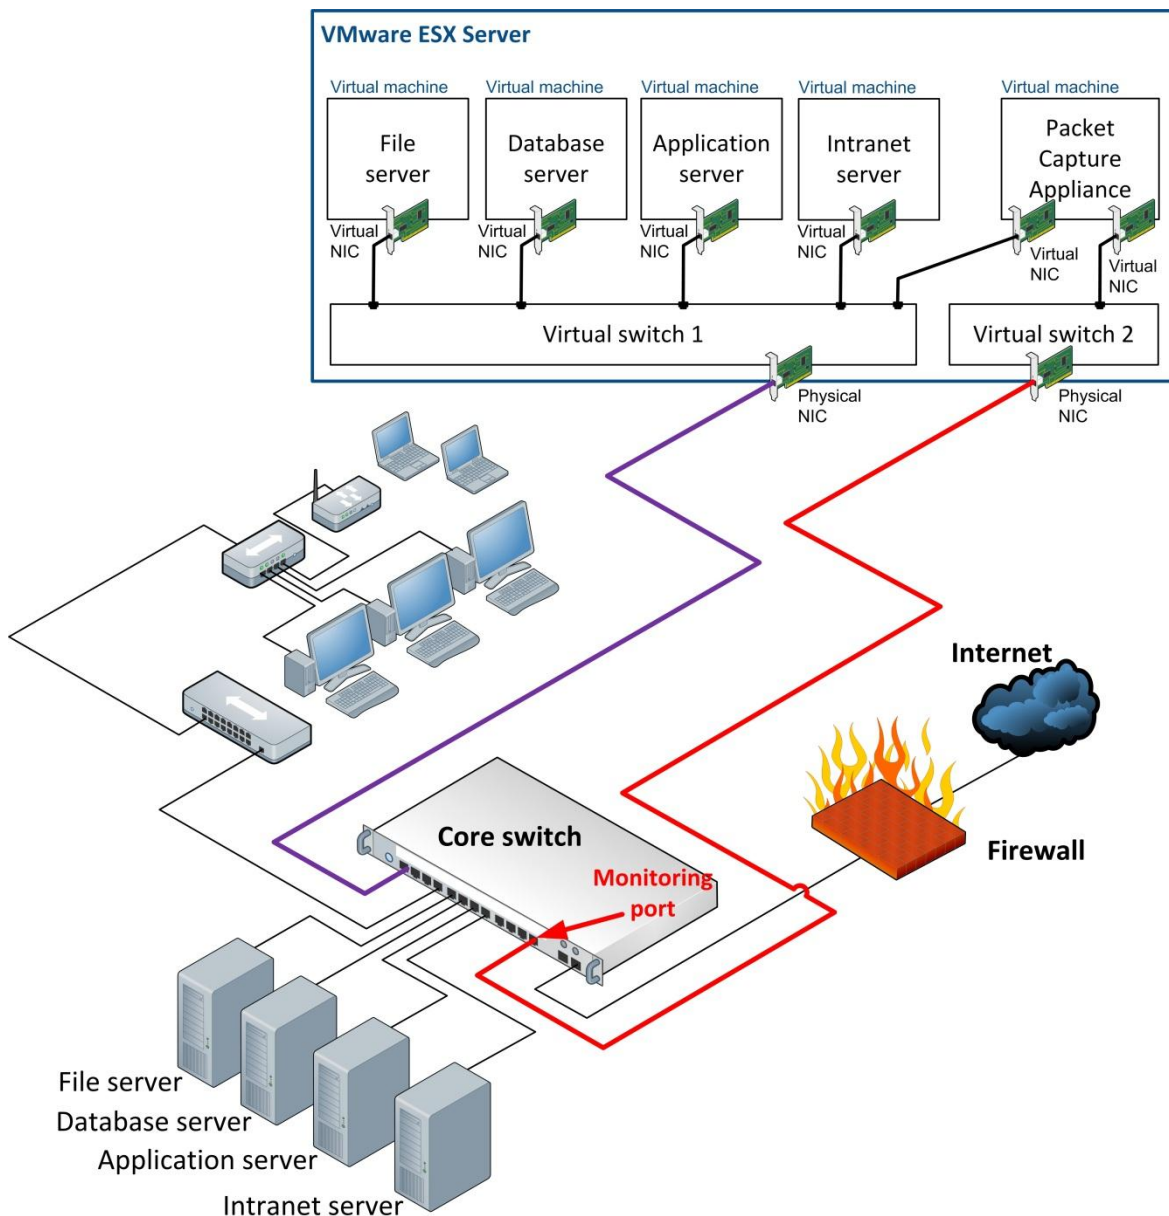 VMware ESX Server
Virtual machine
Virtual machine
Virtual machine
Virtual machine
Virtual machine
File
server
Database
server
Application
server
Intranet
server
Packet
Capture
Appliance
Virtual
NIC
Virtual
NIC
Virtual
NIC
Virtual
NIC
Virtual
NIC
Virtual
NIC
Virtual switch 1
Virtual switch 2
Physical
NIC
Physical
NIC
Internet
Firewall
Core switch
Monitoring
port
File server
Database server
Application server
Intranet server